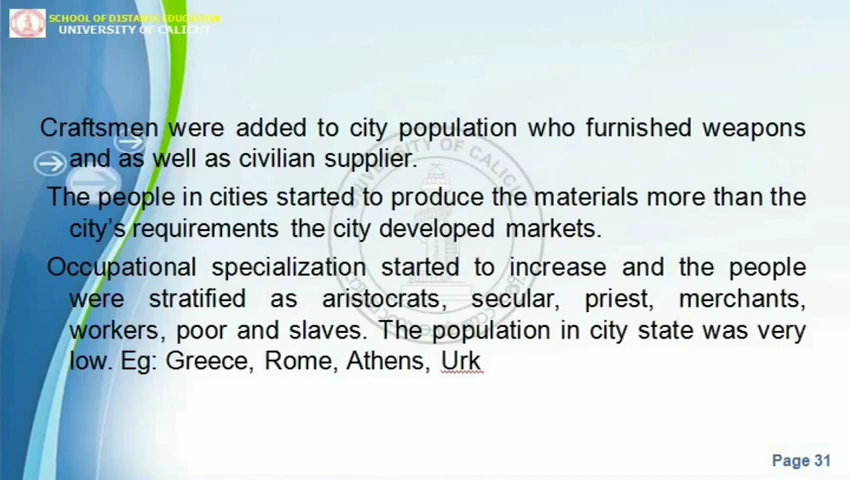 SCHOOL OF DISTANCE EDUCATION
UNIVERSITY OF CALICUT
Craftsmen were added to city population who furnished weapons
and as well as civilian supplier.
The people in cities started to produce the materials more than the
city's requirements the city developed markets.
Occupational specialization started to increase and the people
were stratified as aristocrats, secular, priest, merchants,
workers, poor and slaves. The population in city state was very
low. Eg: Greece, Rome, Athens, Urk
UNIVERSITY OF CALICUT
Page 31